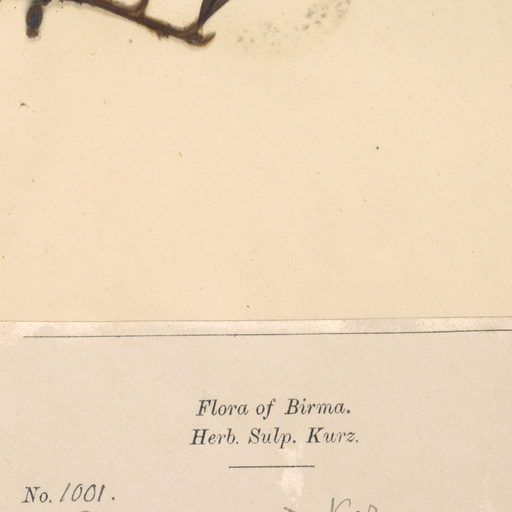 Flora of Birma.
Herb. Sulp. Kurz.
No. 1001.